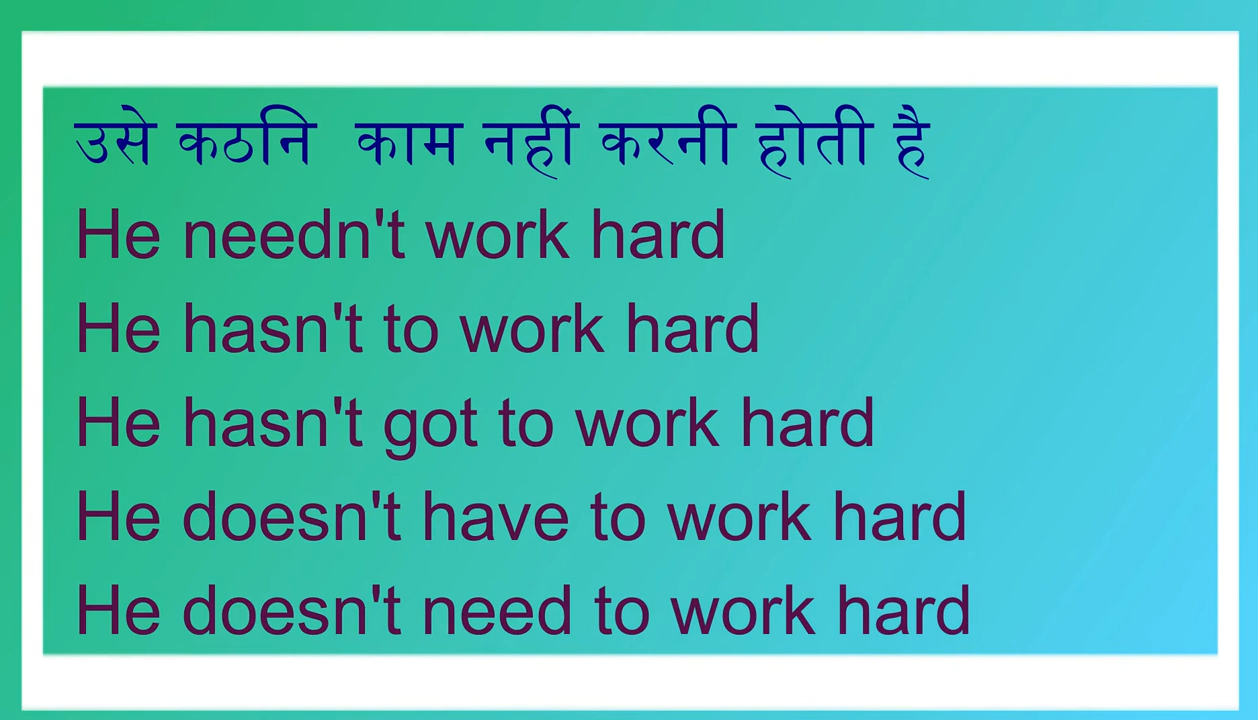 उसे कठनि काम नहीं करनी होती है
He needn't work hard
He hasn't to work hard
He hasn't got to work hard
He doesn't have to work hard
He doesn't need to work hard